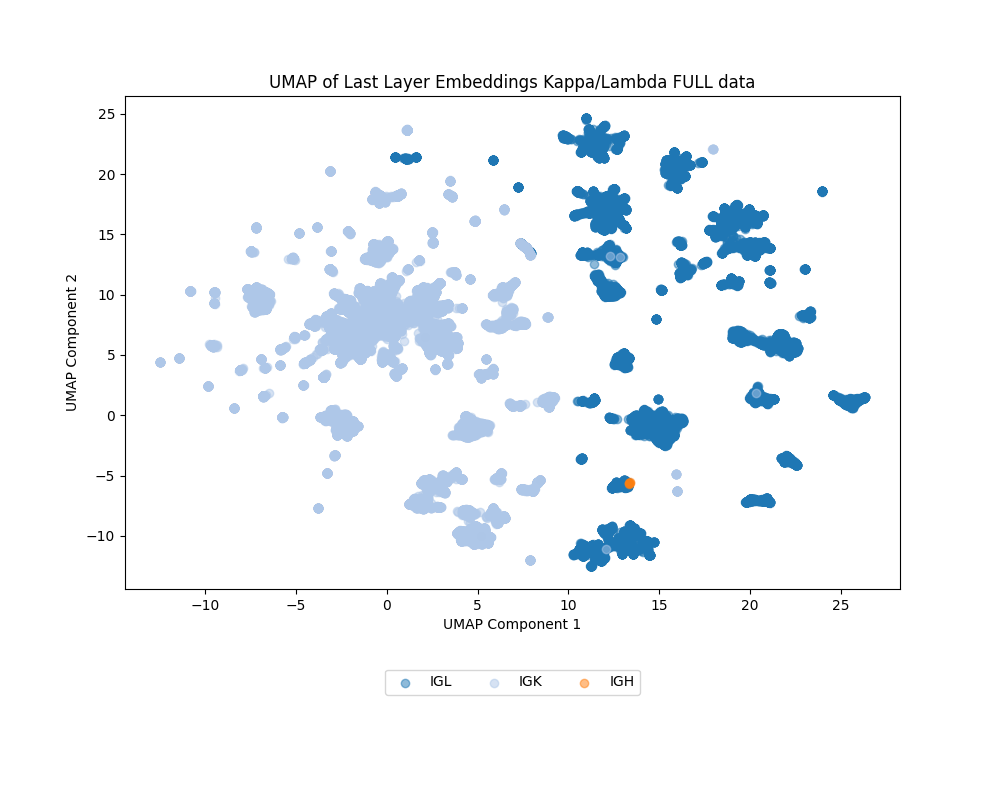 UMAP of Last Layer Embeddings Kappa/Lambda FULL data
25
20
15
10
5
0
−5
−10
UMAP Component 2
−10 −5 0 5 10 15 20 25
UMAP Component 1
IGL IGK IGH